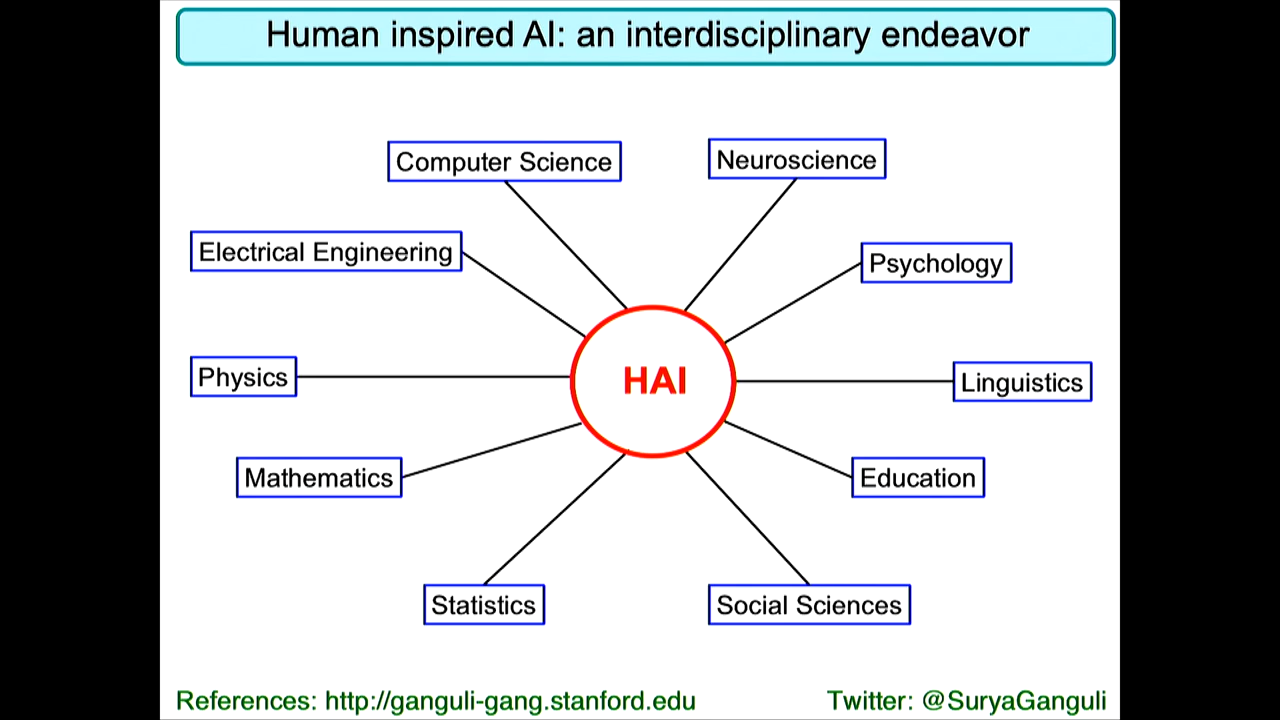 Human inspired AI: an interdisciplinary endeavor
Computer Science
Neuroscience
Electrical Engineering
Psychology
Physics
HAI
Linguistics
Mathematics
Education
Statistics
Social Sciences
References: http://ganguli-gang.stanford.edu
Twitter: @SuryaGanguli